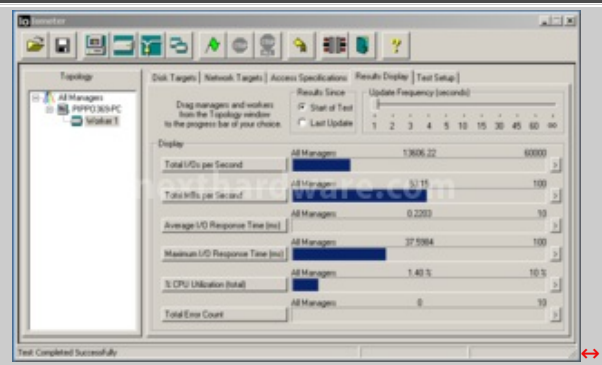 Iometer
Topology
All Managers
PIPPO369-PC
Worker 1
Disk Targets
Network Targets
Access Specifications
Results Display
Test Setup
Drag managers and workers
from the Topology window
to the progress bar of your choice.
Results Since
Start of Test
Last Update
Update Frequency (seconds)
1 2 3 4 5 10 15 30 45 60 ∞
Display
All Managers 13606.22 60000
Total I/Os per Second
All Managers 53.15 100
Total MBs per Second
All Managers 0.2203 10
Average I/O Response Time (ms)
All Managers 37.5984 100
Maximum I/O Response Time (ms)
All Managers 1.40 % 10 %
% CPU Utilization (total)
All Managers 0 10
Total Error Count
nexthardware.com
Test Completed Successfully